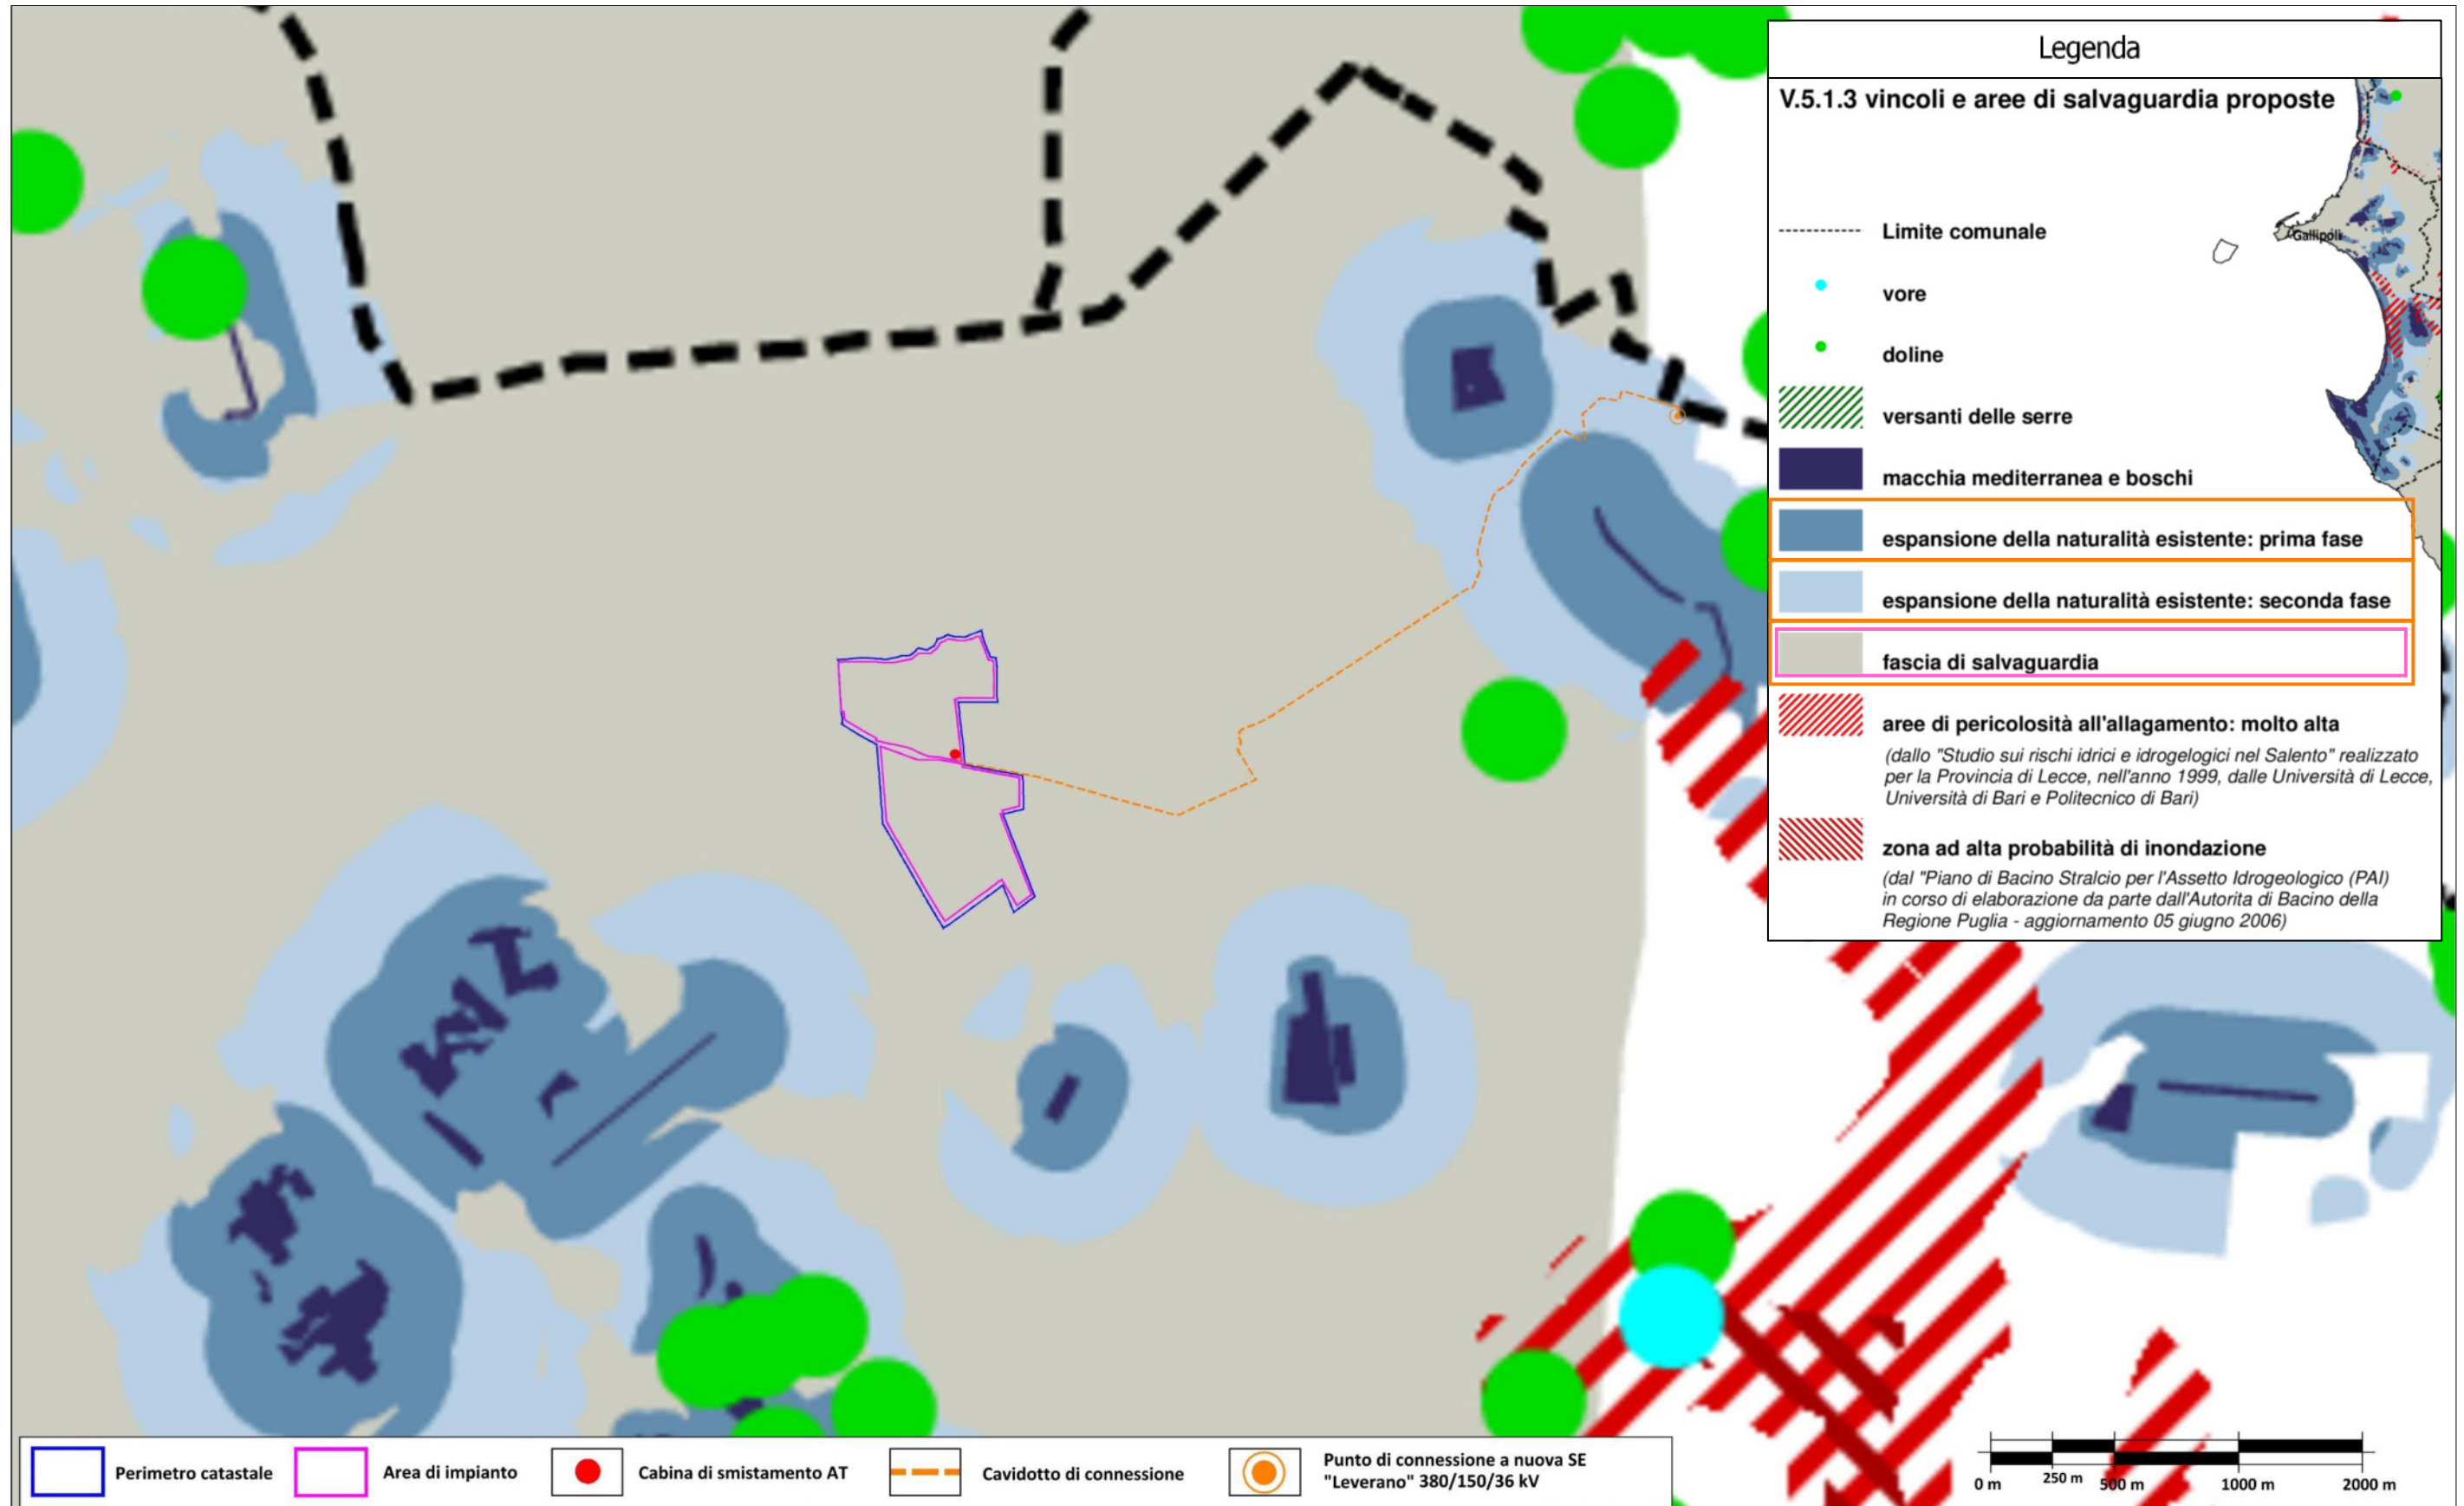 Legenda
V.5.1.3 vincoli e aree di salvaguardia proposte
Gallipoli
Limite comunale
vore
doline
versanti delle serre
macchia mediterranea e boschi
espansione della naturalità esistente: prima fase
espansione della naturalità esistente: seconda fase
fascia di salvaguardia
aree di pericolosità all'allagamento: molto alta
(dallo "Studio sui rischi idrici e idrogelogici nel Salento" realizzato
per la Provincia di Lecce, nell'anno 1999, dalle Università di Lecce,
Università di Bari e Politecnico di Bari)
zona ad alta probabilità di inondazione
(dal "Piano di Bacino Stralcio per l'Assetto Idrogeologico (PAI)
in corso di elaborazione da parte dall'Autorita di Bacino della
Regione Puglia - aggiornamento 05 giugno 2006)
Perimetro catastale
Area di impianto
Cabina di smistamento AT
Cavidotto di connessione
Punto di connessione a nuova SE
"Leverano" 380/150/36 kV
0 m
250 m
500 m
1000 m
2000 m